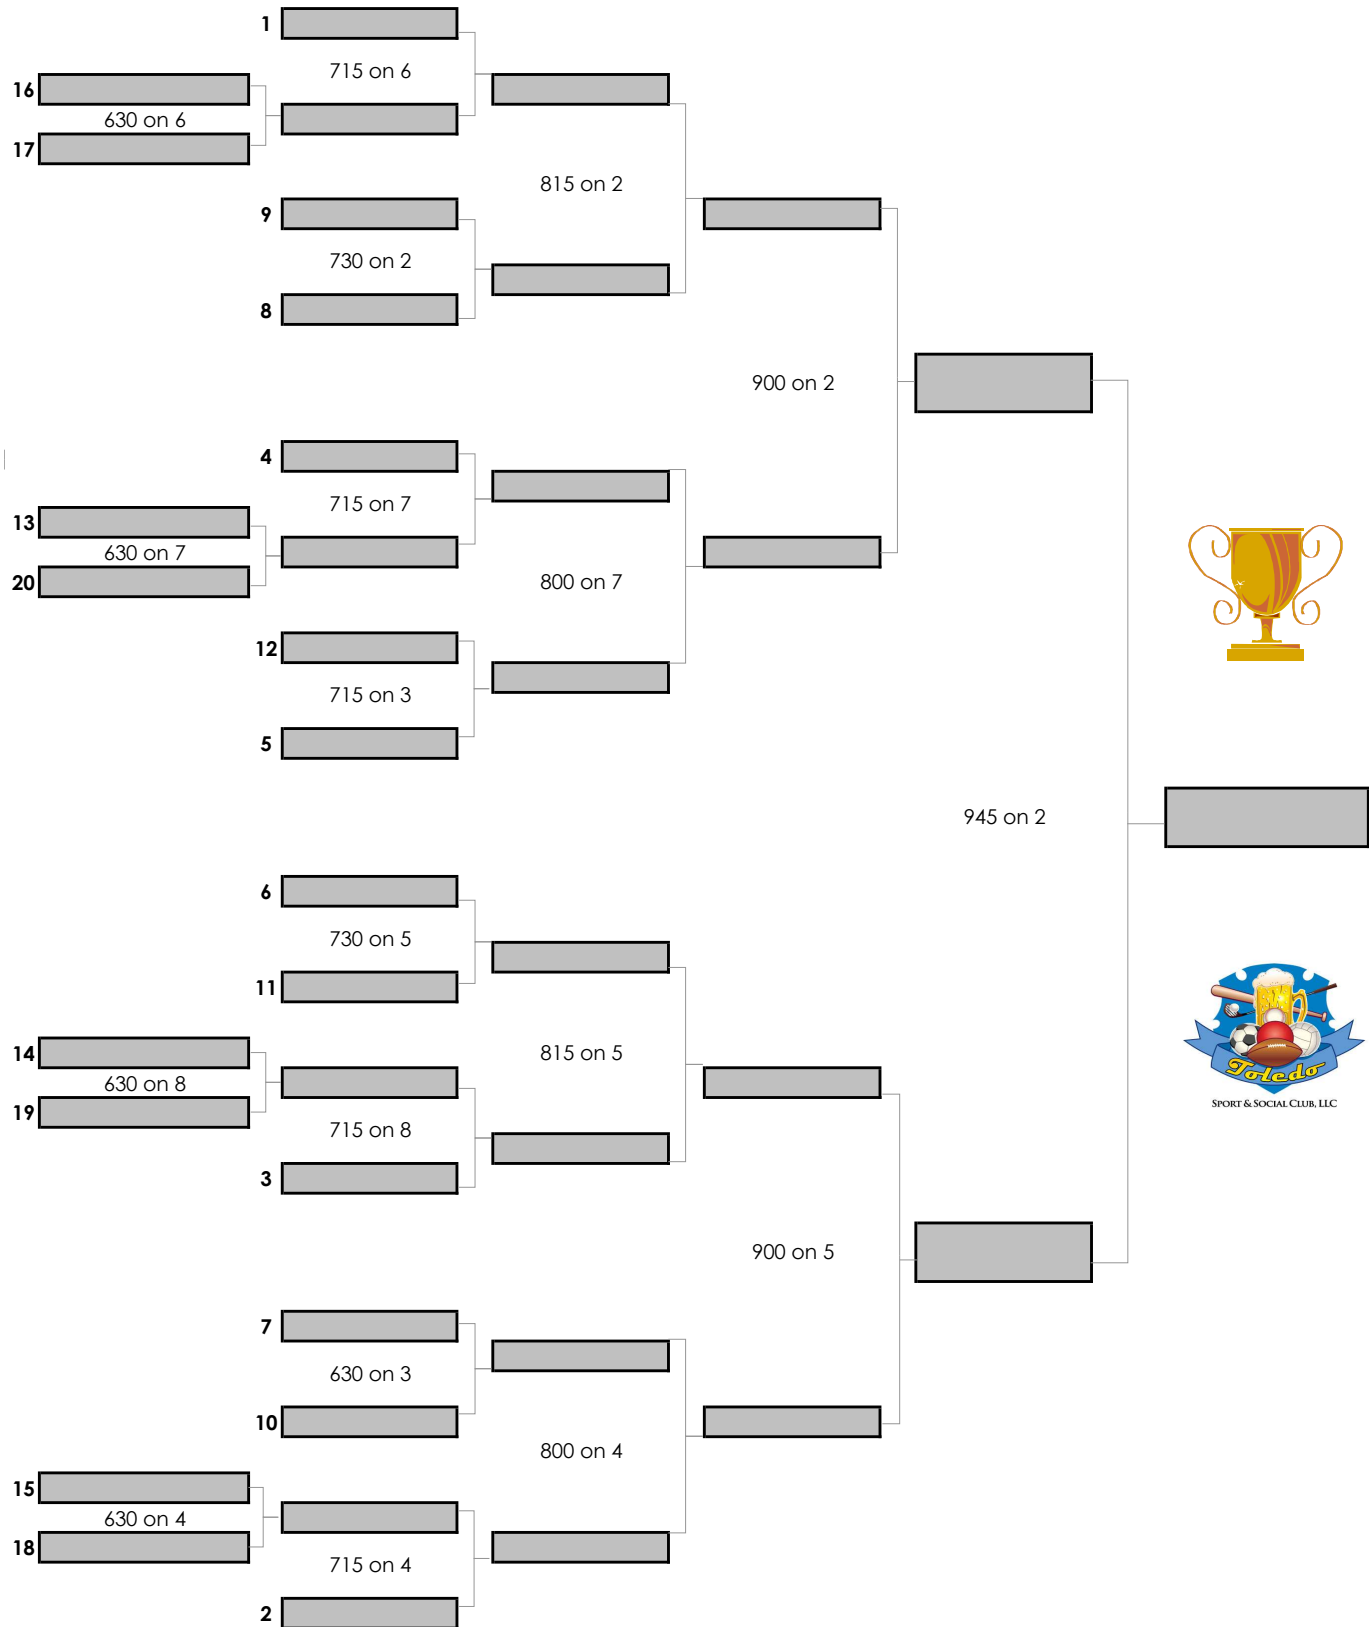 1
715 on 6
16
630 on 6
17
815 on 2
9
730 on 2
8
900 on 2
4
715 on 7
13
630 on 7
20
800 on 7
12
715 on 3
5
945 on 2
6
730 on 5
11
14
815 on 5
630 on 8
19
715 on 8
3
Toledo
SPORT & SOCIAL CLUB, LLC
900 on 5
7
630 on 3
10
800 on 4
15
630 on 4
18
715 on 4
2